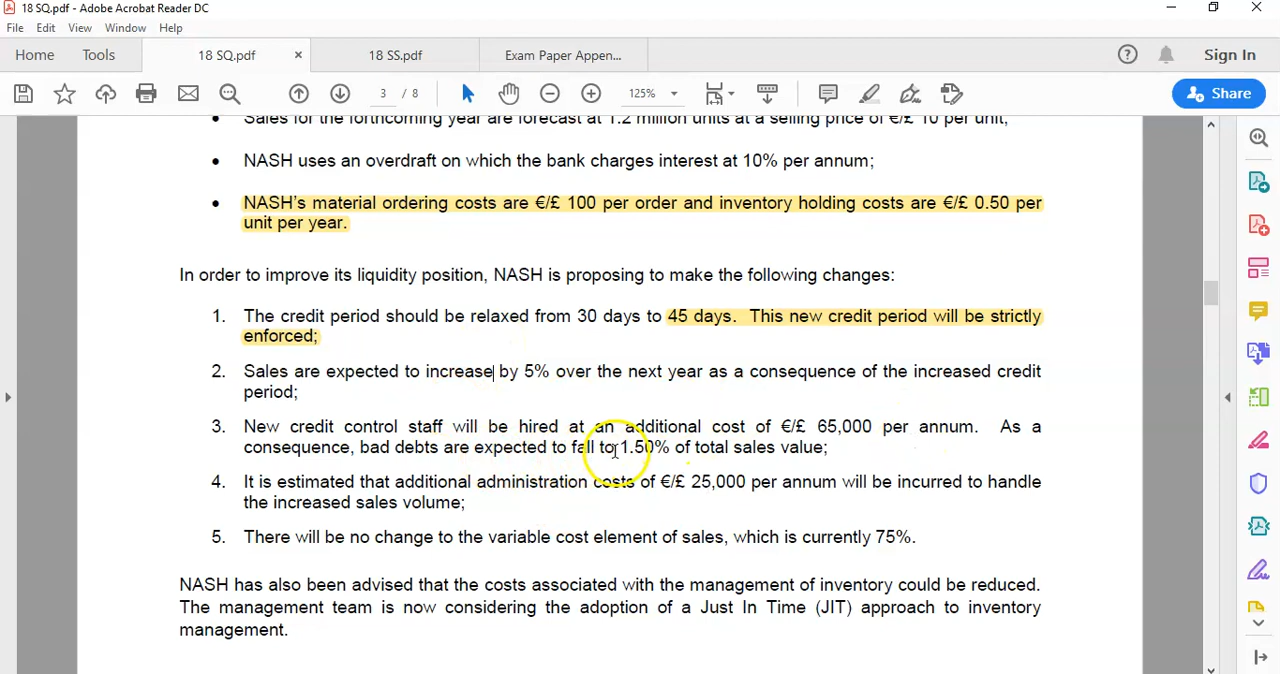 18 SQ.pdf - Adobe Acrobat Reader DC
File Edit View Window Help
Home Tools 18 SQ.pdf × 18 SS.pdf Exam Paper Appen... ? Sign In
3 / 8 125% Share
• Sales for the forthcoming year are forecast at 1.2 million units at a selling price of €/£ 10 per unit;
• NASH uses an overdraft on which the bank charges interest at 10% per annum;
• NASH's material ordering costs are €/£ 100 per order and inventory holding costs are €/£ 0.50 per
unit per year.
In order to improve its liquidity position, NASH is proposing to make the following changes:
1. The credit period should be relaxed from 30 days to 45 days. This new credit period will be strictly
enforced;
2. Sales are expected to increase by 5% over the next year as a consequence of the increased credit
period;
3. New credit control staff will be hired at an additional cost of €/£ 65,000 per annum. As a
consequence, bad debts are expected to fall to 1.50% of total sales value;
4. It is estimated that additional administration costs of €/£ 25,000 per annum will be incurred to handle
the increased sales volume;
5. There will be no change to the variable cost element of sales, which is currently 75%.
NASH has also been advised that the costs associated with the management of inventory could be reduced.
The management team is now considering the adoption of a Just In Time (JIT) approach to inventory
management.